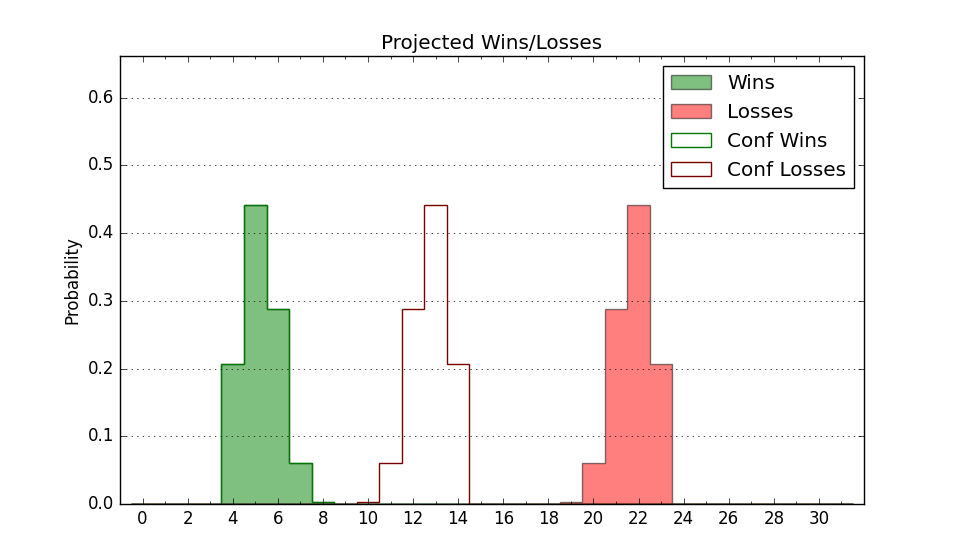 Projected Wins/Losses
Wins
Losses
Conf Wins
Conf Losses
Probability
0.6
0.5
0.4
0.3
0.2
0.1
0.0
0 2 4 6 8 10 12 14 16 18 20 22 24 26 28 30